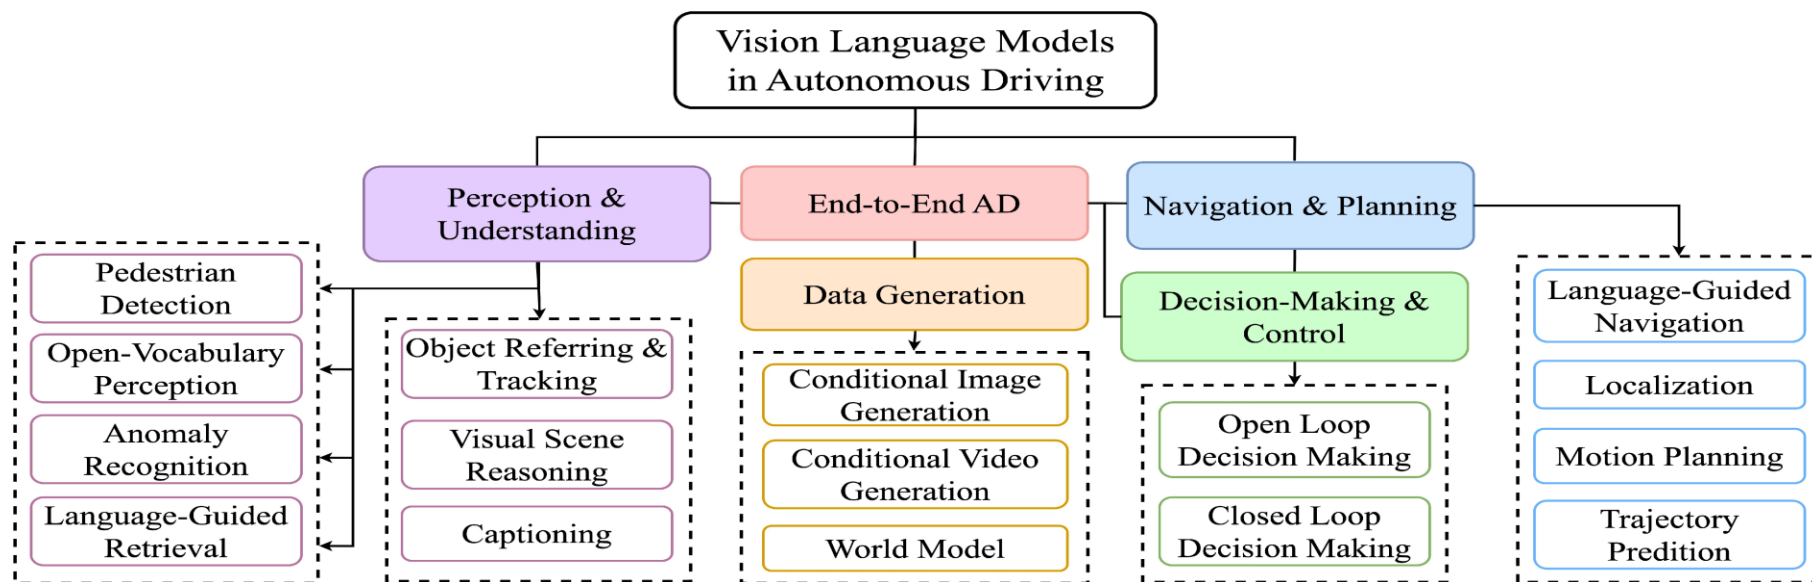 Vision Language Models
in Autonomous Driving
Perception &
Understanding
End-to-End AD
Navigation & Planning
Pedestrian
Detection
Open-Vocabulary
Perception
Anomaly
Recognition
Language-Guided
Retrieval
Object Referring &
Tracking
Visual Scene
Reasoning
Captioning
Data Generation
Conditional Image
Generation
Conditional Video
Generation
World Model
Decision-Making &
Control
Open Loop
Decision Making
Closed Loop
Decision Making
Language-Guided
Navigation
Localization
Motion Planning
Trajectory
Predition